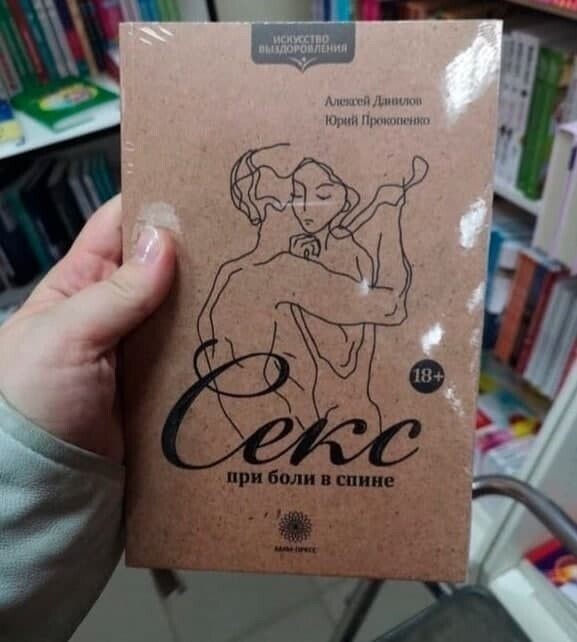 ИСКУССТВО
ВЫЗДОРОВЛЕНИЯ
Алексей Данилов
Юрий Прокопенко
18+
Секс
при боли в спине